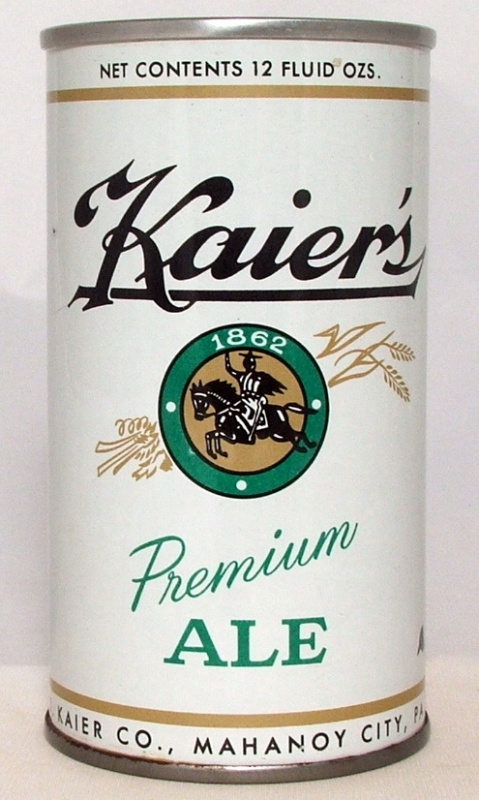 NET CONTENTS 12 FLUID OZS.
Kaier's
1862
Premium
ALE
KAIER CO., MAHANOY CITY, PA